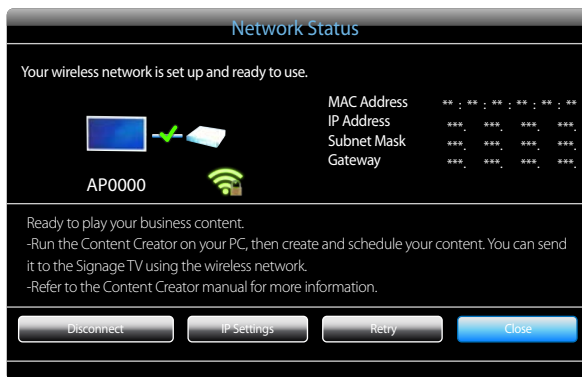 Network Status
Your wireless network is set up and ready to use.
MAC Address ** : ** : ** : ** : ** : **
IP Address ***. ***. ***. ***
Subnet Mask ***. ***. ***. ***
Gateway ***. ***. ***. ***
AP0000
Ready to play your business content.
-Run the Content Creator on your PC, then create and schedule your content. You can send
it to the Signage TV using the wireless network.
-Refer to the Content Creator manual for more information.
Disconnect IP Settings Retry Close